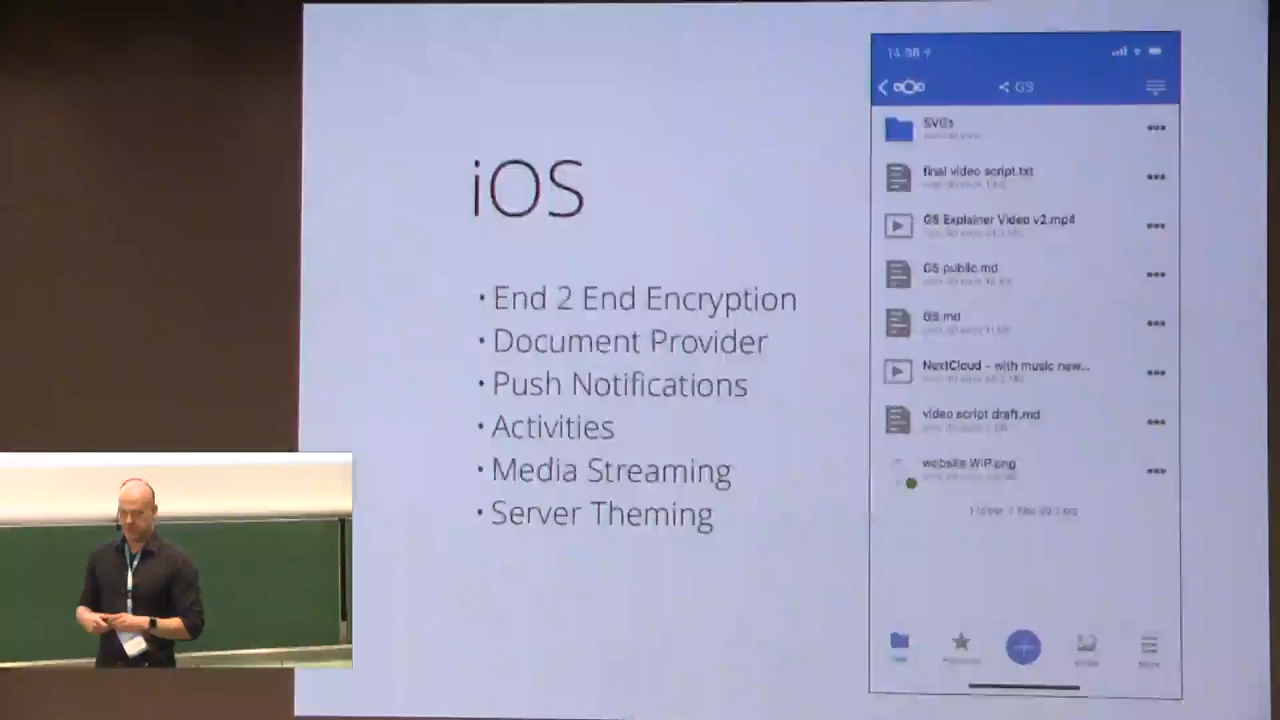 iOS
• End 2 End Encryption
• Document Provider
• Push Notifications
• Activities
• Media Streaming
• Server Theming
14:38
GS
SVGs
final video script.txt
GS Explainer Video v2.mp4
GS public.md
GS.md
NextCloud - with music new...
video script draft.md
website WiP.png